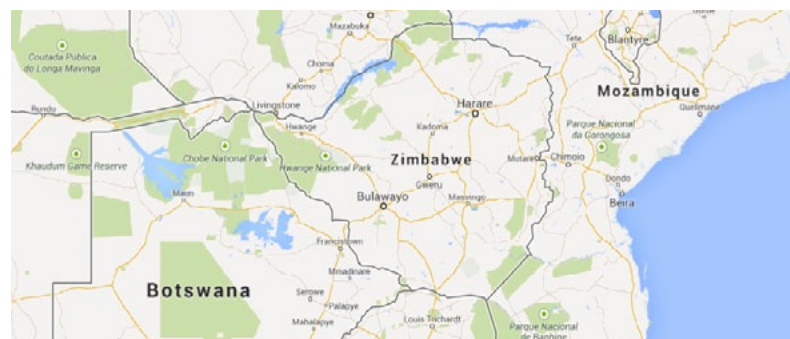 Mazabuka
Tete
Blantyre
Coutada Publica
do Longa Mavinga
Choma
Kalomo
Mozambique
Rundu
Livingstone
Harare
Quelimane
Hwange
Kadoma
Parque Nacional
da Gorongosa
Khaudum Game Reserve
Chobe National Park
Hwange National Park
Zimbabwe
Mutare
Chimoio
Maun
Gweru
Dondo
Bulawayo
Masvingo
Beira
Francistown
Mmadinare
Botswana
Serowe
Palapye
Mahalapye
Louis Trichardt
Parque Nacional
de Banhine